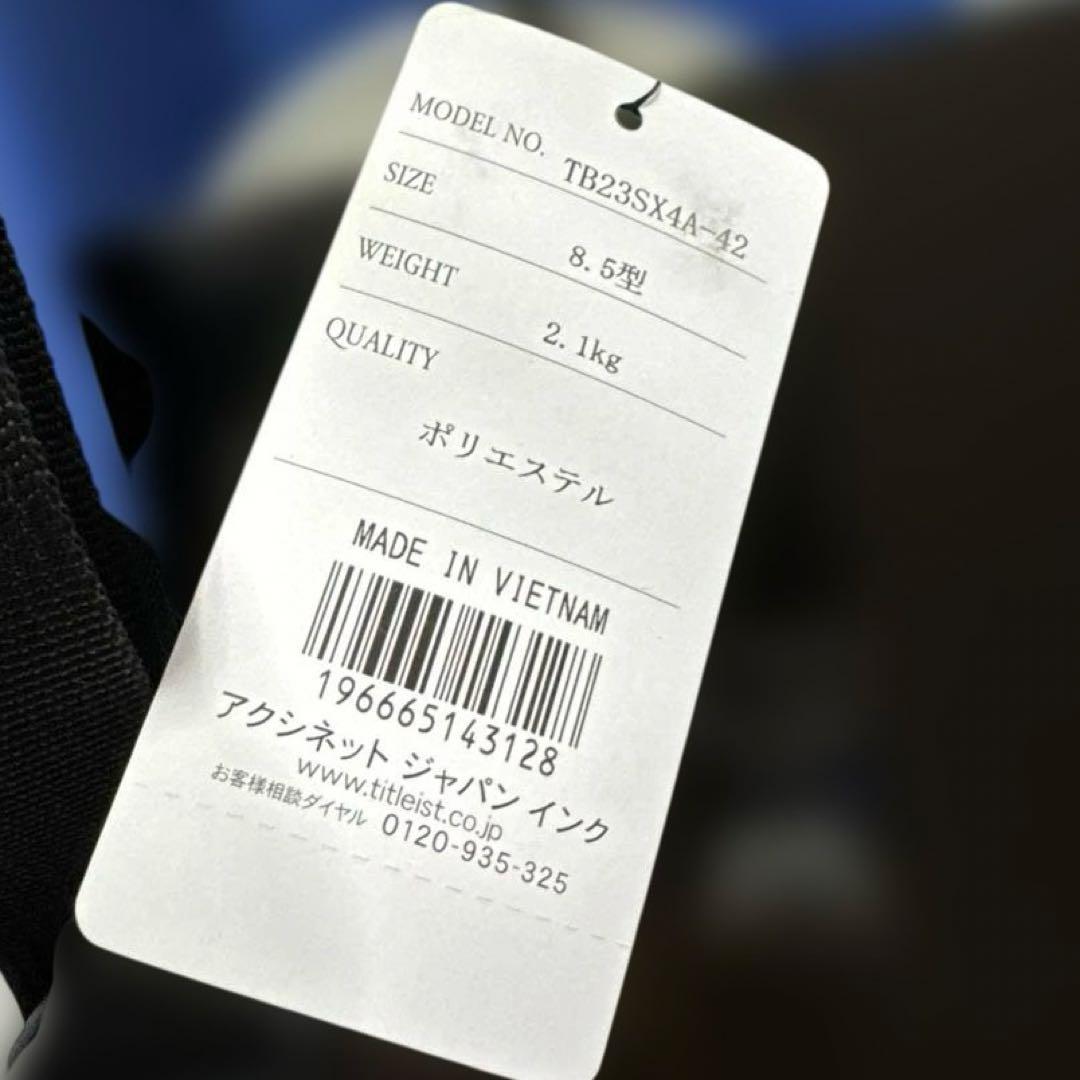 MODEL NO. TB23SX4A-42
SIZE 8.5型
WEIGHT 2.1kg
QUALITY
ポリエステル
MADE IN VIETNAM
196665143128
アクシネット ジャパン インク
www.titleist.co.jp
お客様相談ダイヤル 0120-935-325